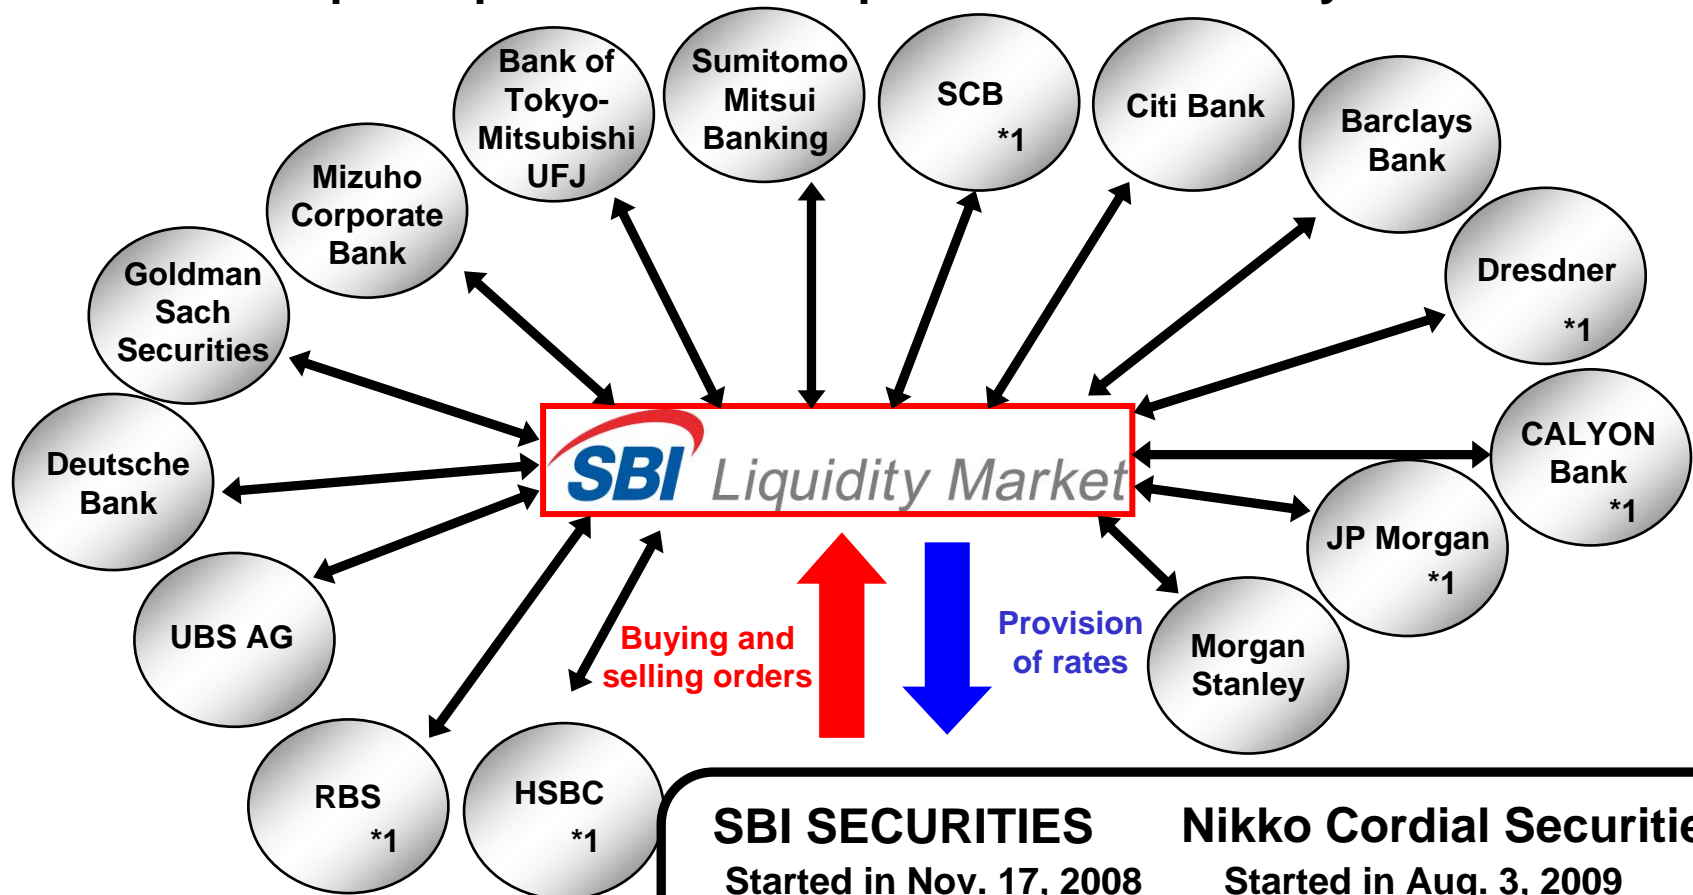 Bank of
Tokyo-
Mitsubishi
UFJ
Sumitomo
Mitsui
Banking
SCB
*1
Citi Bank
Barclays
Bank
Mizuho
Corporate
Bank
Dresdner
*1
Goldman
Sach
Securities
CALYON
Bank
*1
SBI Liquidity Market
Deutsche
Bank
JP Morgan
*1
UBS AG
Buying and
selling orders
Provision
of rates
Morgan
Stanley
RBS
*1
HSBC
*1
SBI SECURITIES
Started in Nov. 17, 2008
Nikko Cordial Securitie
Started in Aug. 3, 2009